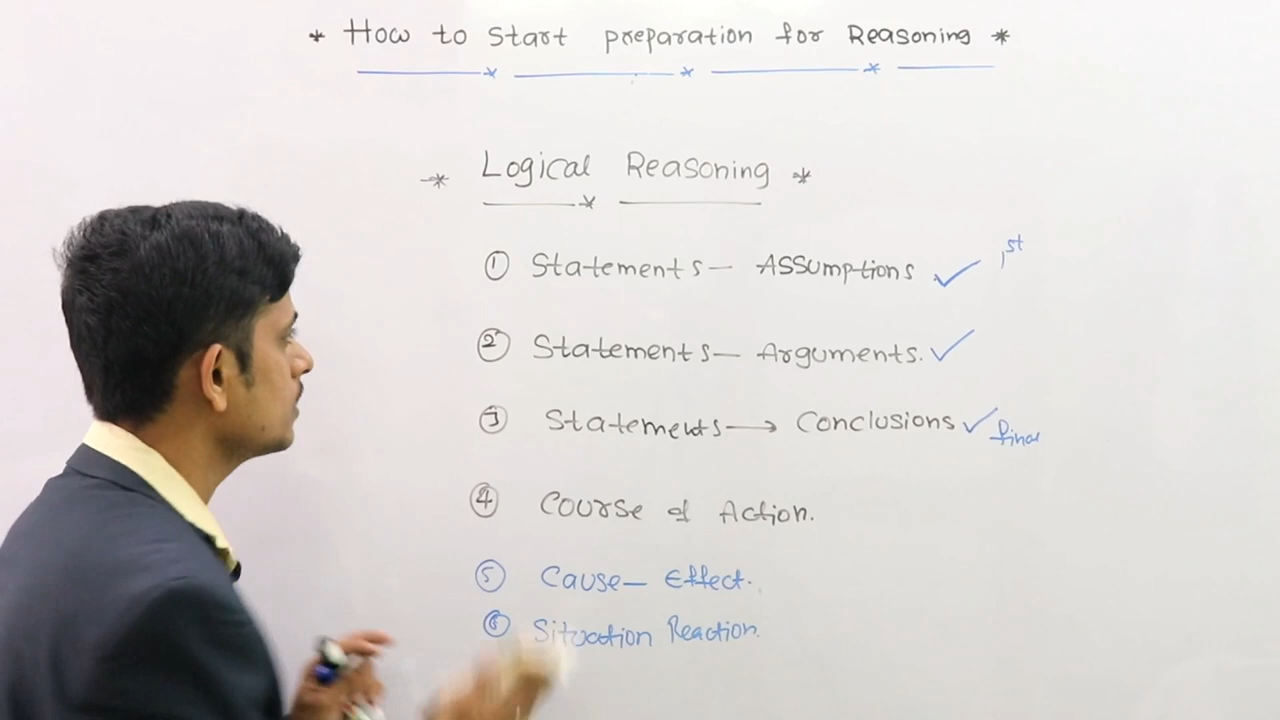 * How to Start preparation for Reasoning *
* Logical Reasoning *
① Statements - Assumptions ✓ 1st
② Statements - Arguments. ✓
③ Statements → Conclusions ✓ final
④ Course of Action.
⑤ Cause - Effect.
⑥ Situation Reaction.